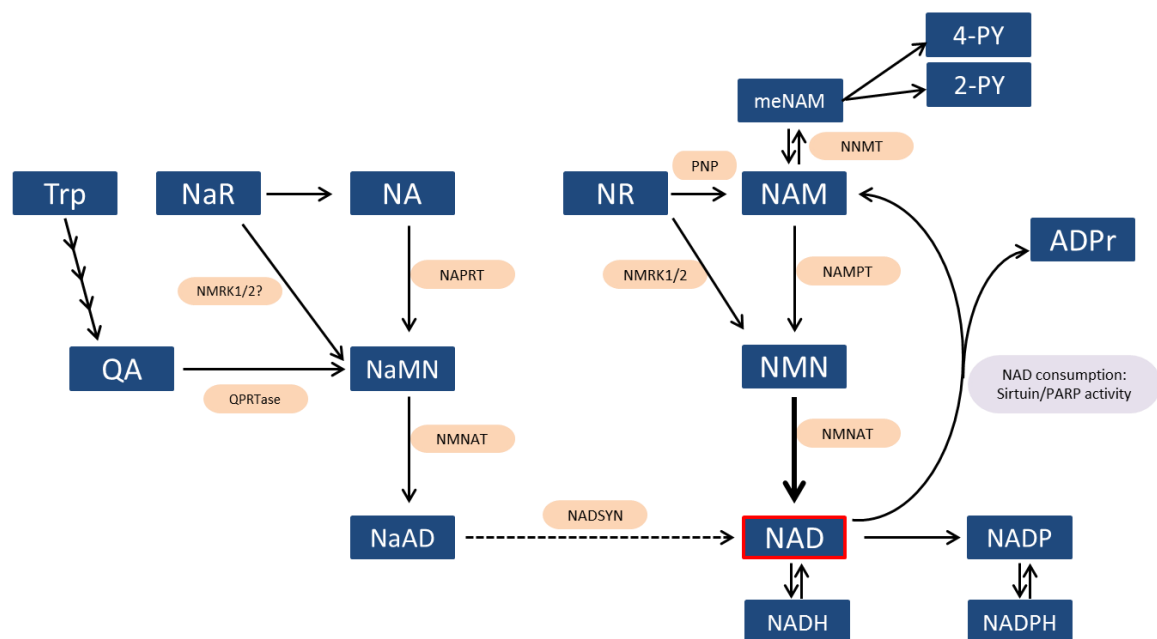 4-PY
2-PY
meNAM
NNMT
PNP
Trp
NaR
NA
NR
NAM
ADPr
NMRK1/2?
NAPRT
NMRK1/2
NAMPT
QA
NaMN
NMN
QPRTase
NAD consumption:
Sirtuin/PARP activity
NMNAT
NMNAT
NADSYN
NaAD
NAD
NADP
NADH
NADPH